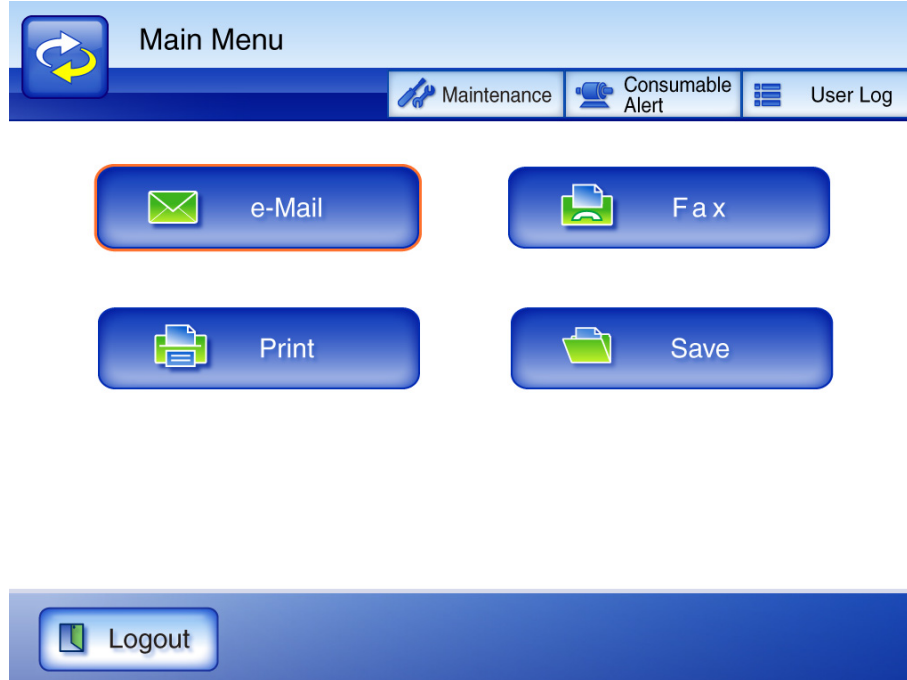 Main Menu
Maintenance
Consumable
Alert
User Log
e-Mail
Fax
Print
Save
Logout